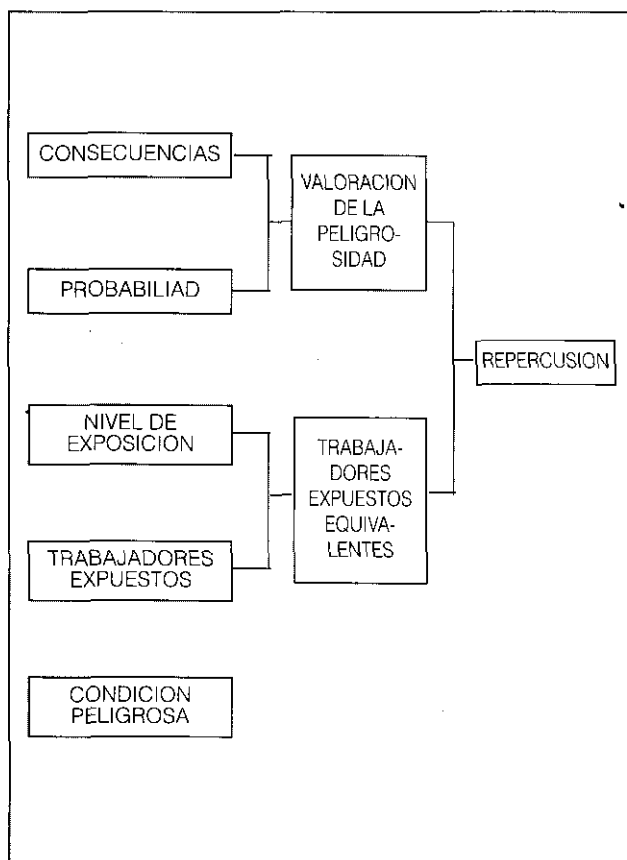 CONSECUENCIAS
PROBABILIAD
VALORACION
DE LA
PELIGRO-
SIDAD
NIVEL DE
EXPOSICION
TRABAJADORES
EXPUESTOS
TRABAJA-
DORES
EXPUESTOS
EQUIVA-
LENTES
REPERCUSION
CONDICION
PELIGROSA